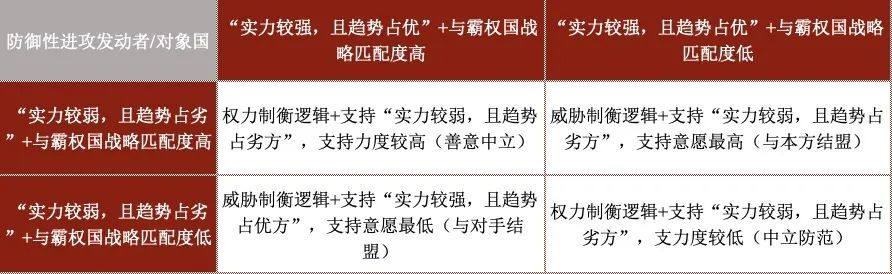 防御性进攻发动者/对象国
“实力较强，且趋势占优”+与霸权国战
略匹配度高
“实力较强，且趋势占优”+与霸权国战略
匹配度低
“实力较弱，且趋势占劣
”+与霸权国战略匹配度高
权力制衡逻辑+支持“实力较弱，且趋势
占劣方”，支持力度较高（善意中立）
威胁制衡逻辑+支持“实力较弱，且趋势占
劣方”，支持意愿最高（与本方结盟）
“实力较弱，且趋势占劣
”+与霸权国战略匹配度低
威胁制衡逻辑+支持“实力较强，且趋势
占优方”，支持意愿最低（与对手结
盟）
权力制衡逻辑+支持“实力较弱，且趋势占
劣方”，支力度较低（中立防范）